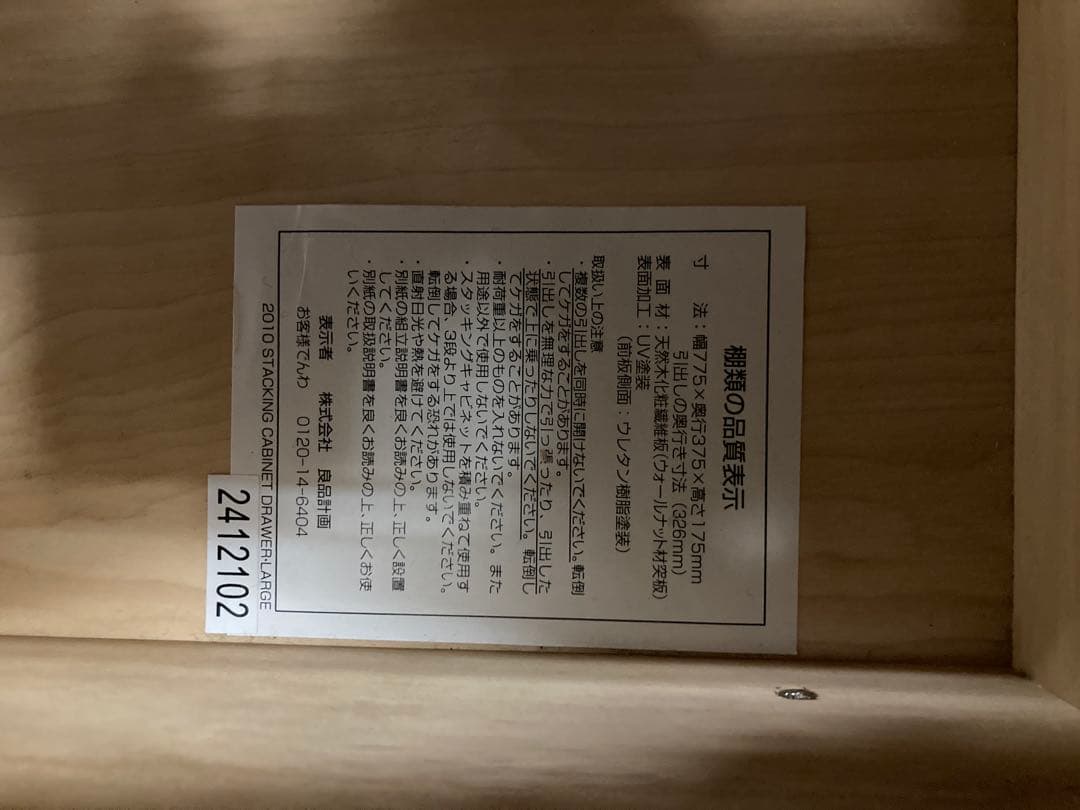 棚類の品質表示
寸　法：幅775×奥行375×高さ175mm
引出しの奥行き寸法（326mm）
表 面 材：天然木化粧繊維板（ウォールナット材突板）
表面加工：UV塗装
（前板側面：ウレタン樹脂塗装）
取扱い上の注意
・複数の引出しを同時に開けないでください。転倒
してケガをすることがあります。
・引出しを無理な力で引っ張ったり、引出した
状態で上に乗ったりしないでください。転倒し
てケガをすることがあります。
・耐荷重以上のものを入れないでください。また
用途以外で使用しないでください。
・スタッキングキャビネットを積み重ねて使用す
る場合、3段より上では使用しないでください。
転倒してケガをする恐れがあります。
・直射日光や熱を避けてください。
・別紙の組立説明書を良くお読みの上、正しく設置
してください。
・別紙の取扱説明書を良くお読みの上、正しくお使
いください。
表示者　株式会社　良品計画
お客様でんわ　0120-14-6404
2010 STACKING CABINET DRAWER・LARGE
2412102